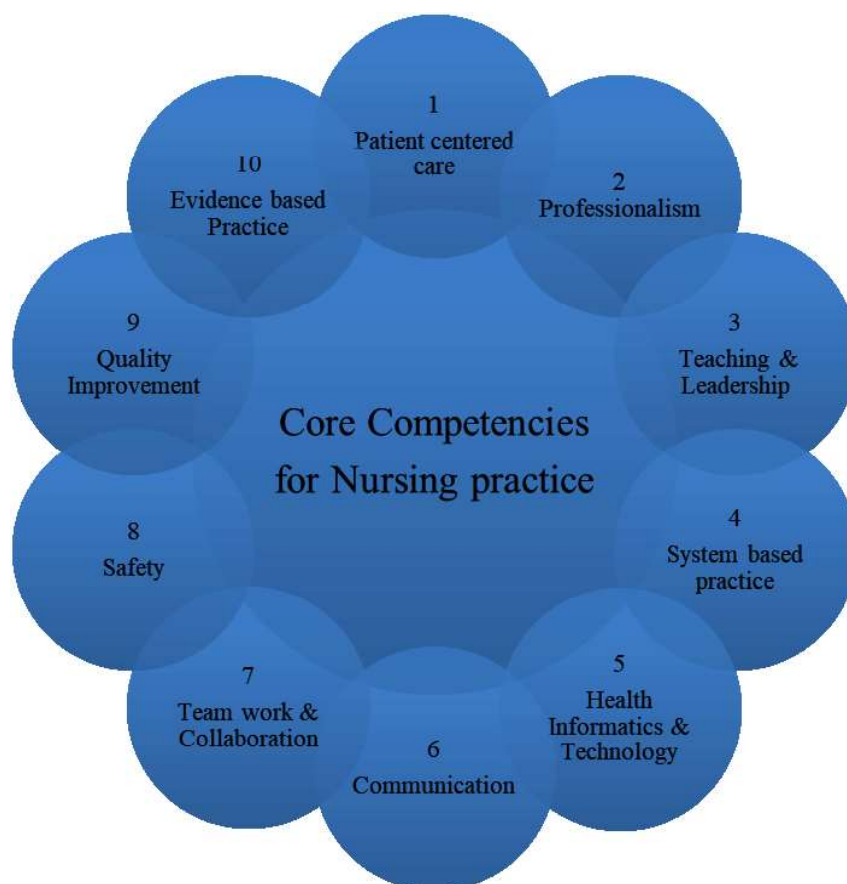 1
Patient centered
care
2
Professionalism
3
Teaching &
Leadership
4
System based
practice
5
Health
Informatics &
Technology
6
Communication
7
Team work &
Collaboration
8
Safety
9
Quality
Improvement
10
Evidence based
Practice
Core Competencies
for Nursing practice